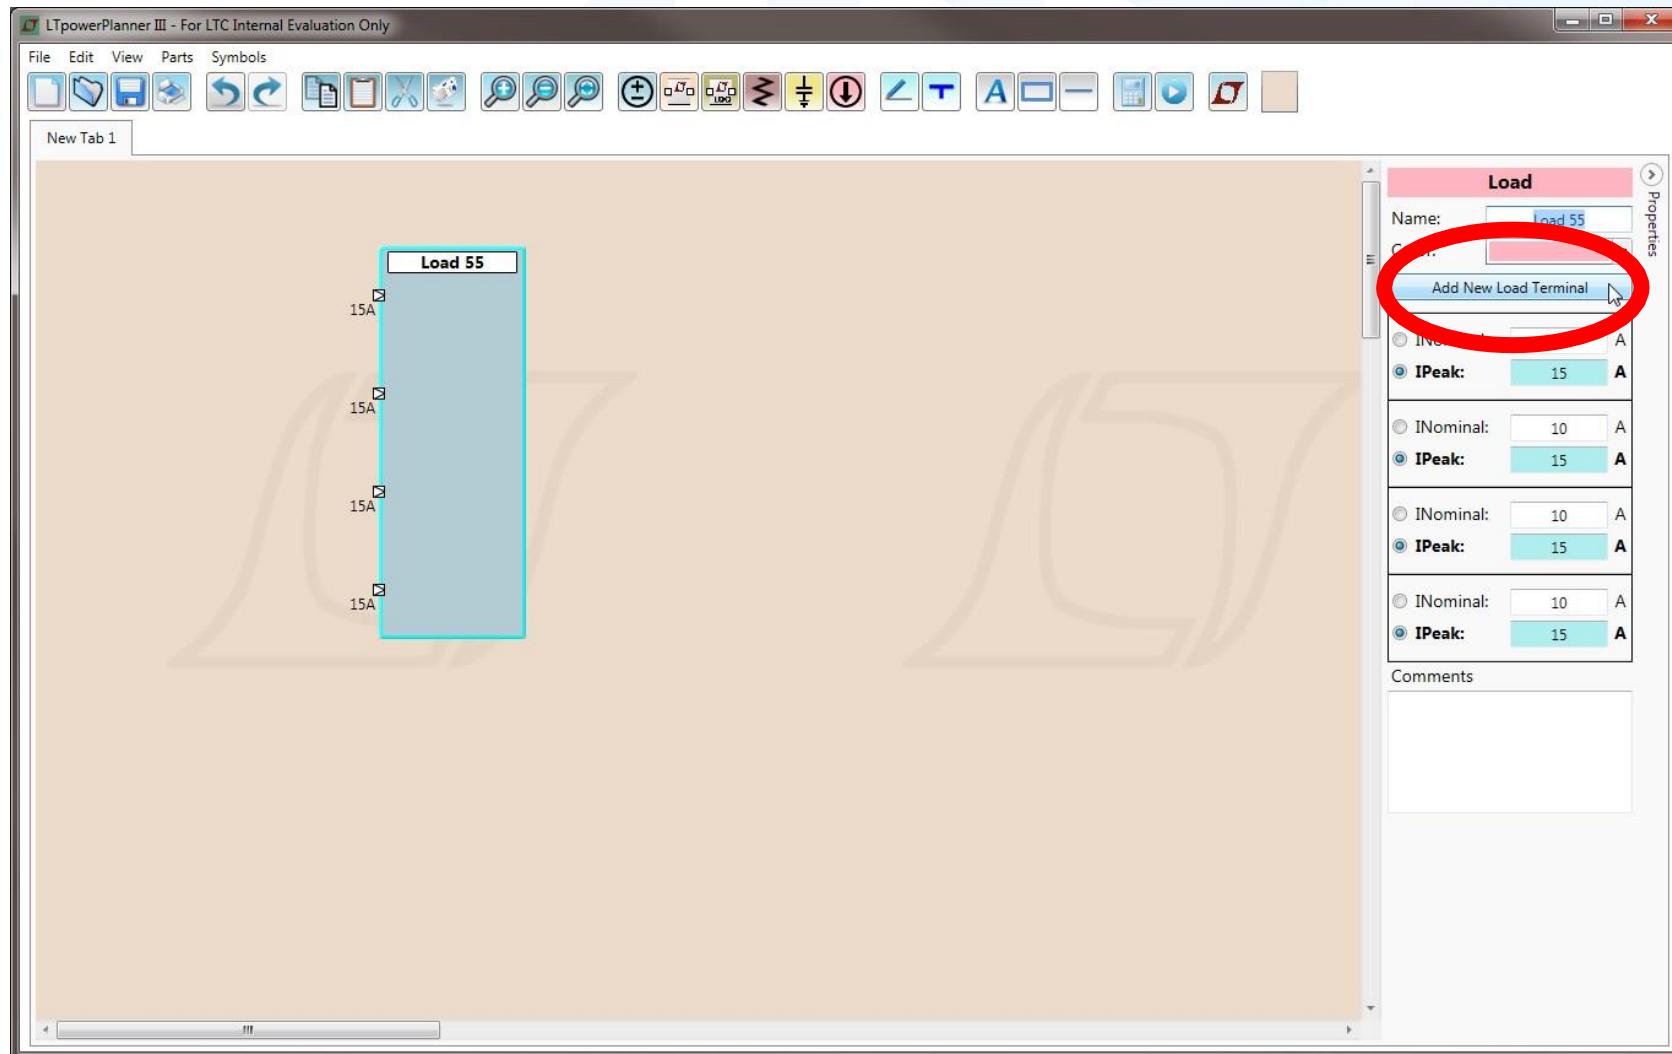 LTpowerPlanner III - For LTC Internal Evaluation Only
File Edit View Parts Symbols
New Tab 1
Load
Properties
Name: Load 55
Add New Load Terminal
A
IPeak: 15 A
INominal: 10 A
IPeak: 15 A
INominal: 10 A
IPeak: 15 A
INominal: 10 A
IPeak: 15 A
Comments
Load 55
15A
15A
15A
15A